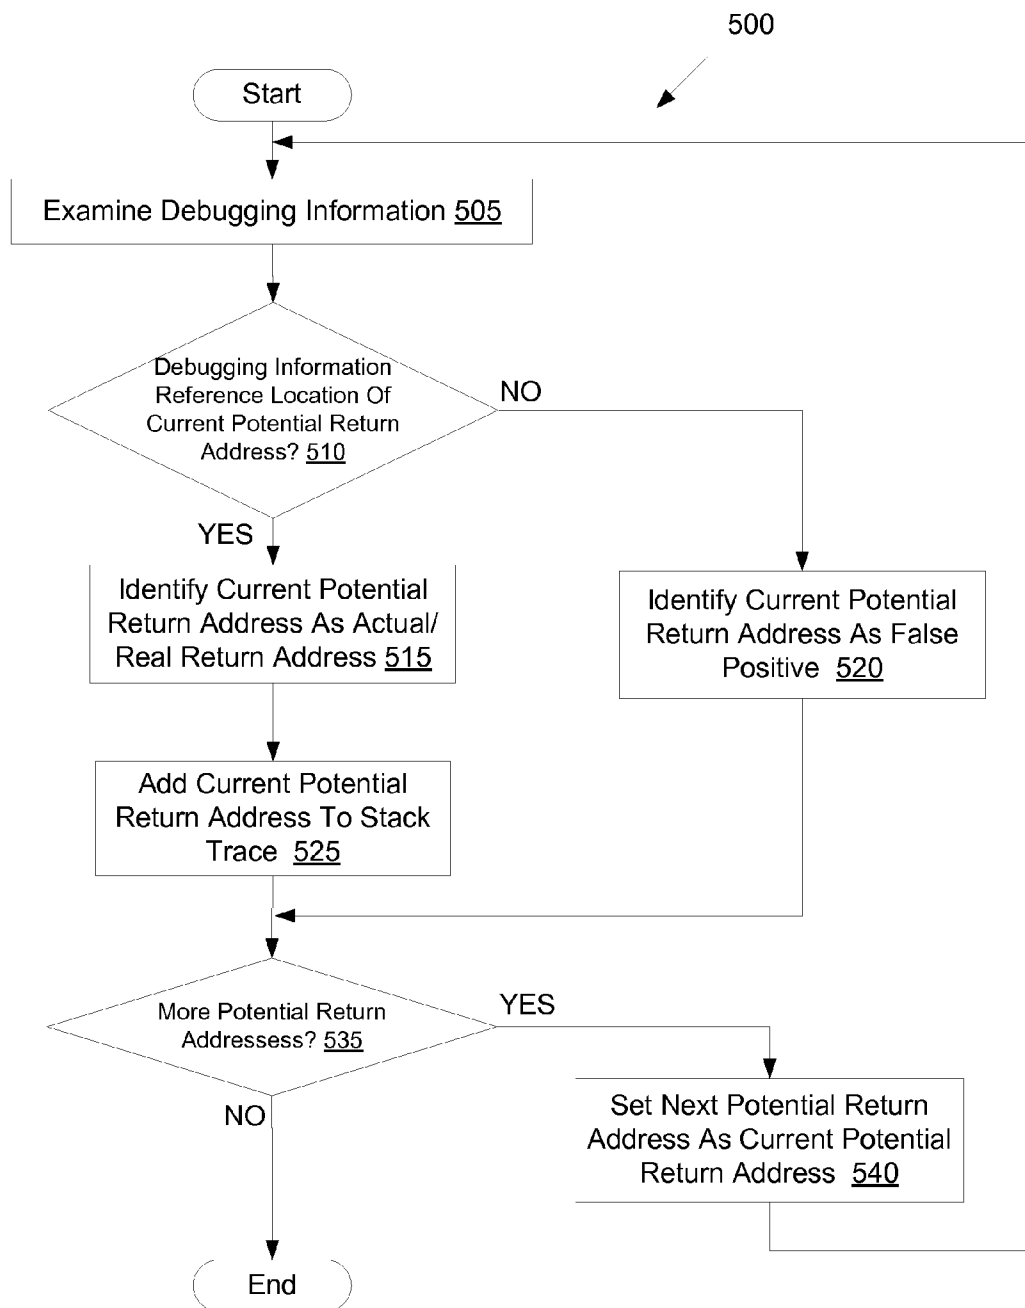 500
Start
Examine Debugging Information 505
Debugging Information
Reference Location Of
Current Potential Return
Address? 510
NO
YES
Identify Current Potential
Return Address As Actual/
Real Return Address 515
Identify Current Potential
Return Address As False
Positive 520
Add Current Potential
Return Address To Stack
Trace 525
More Potential Return
Addressess? 535
YES
NO
Set Next Potential Return
Address As Current Potential
Return Address 540
End